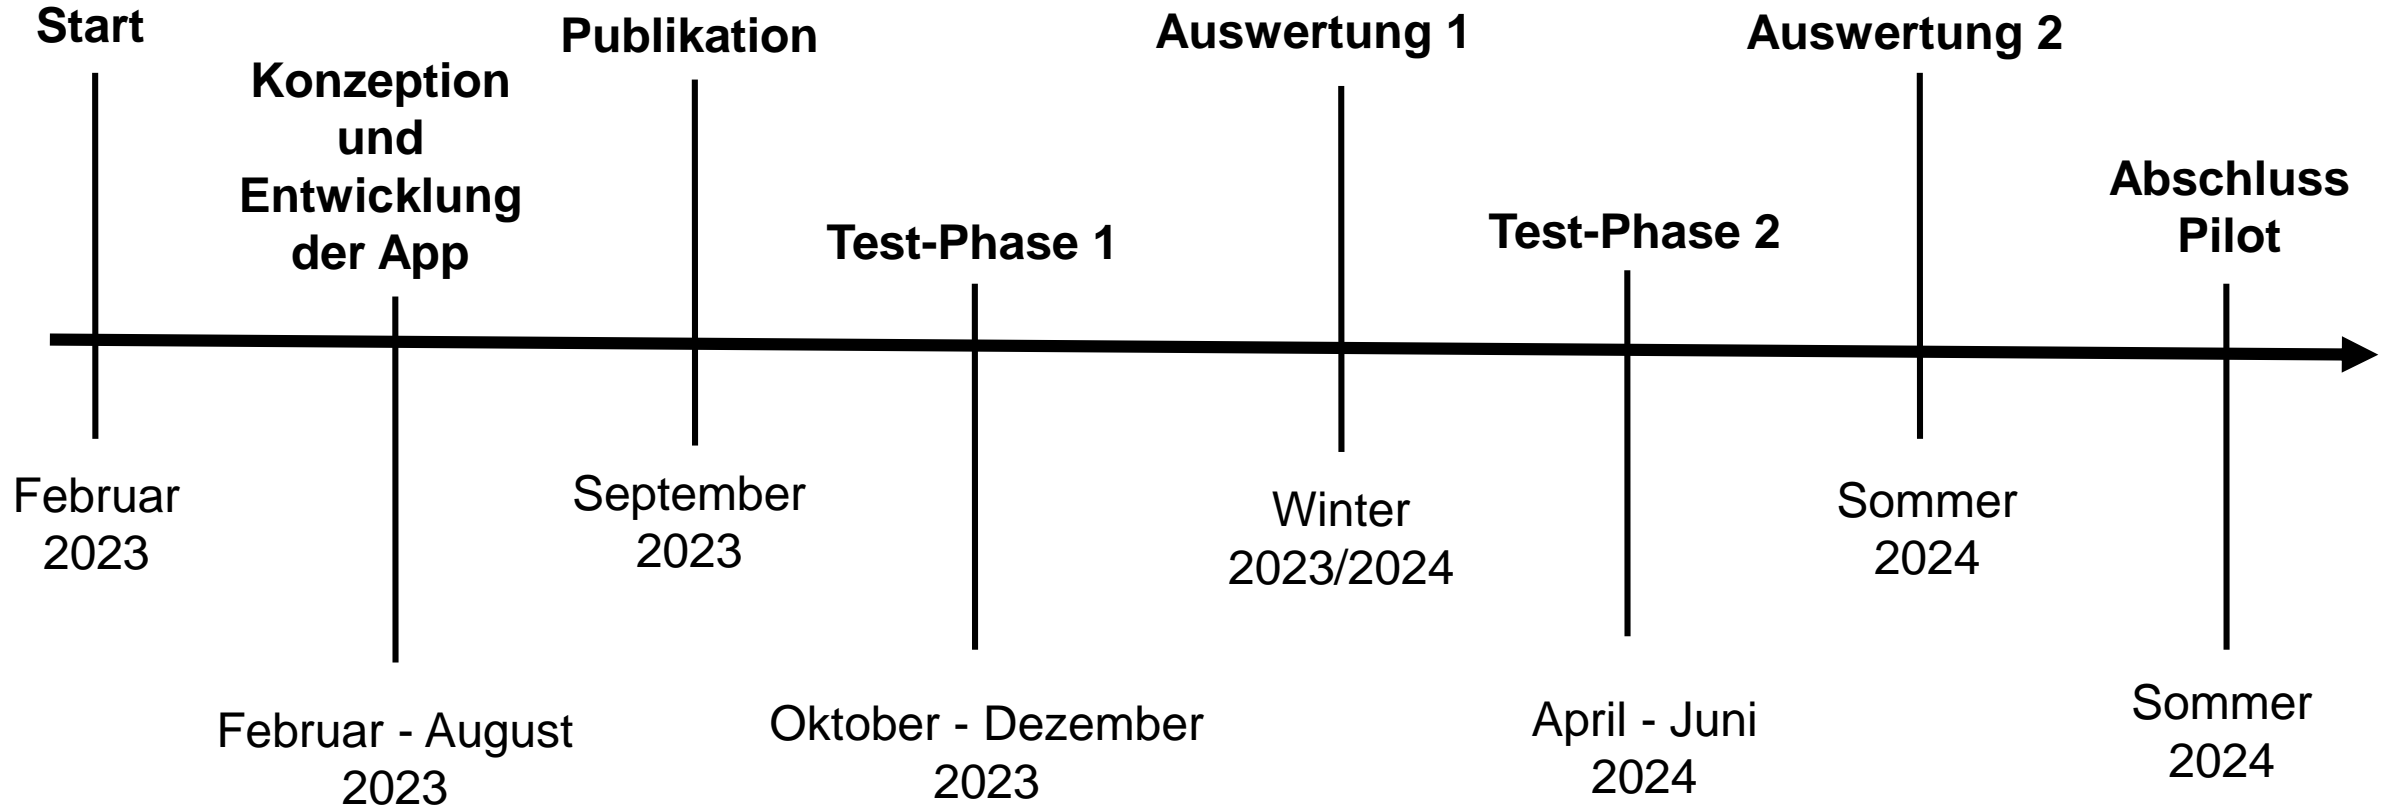 Start
Februar
2023
Konzeption
und
Entwicklung
der App
Februar - August
2023
Publikation
September
2023
Test-Phase 1
Oktober - Dezember
2023
Auswertung 1
Winter
2023/2024
Test-Phase 2
April - Juni
2024
Auswertung 2
Sommer
2024
Abschluss
Pilot
Sommer
2024